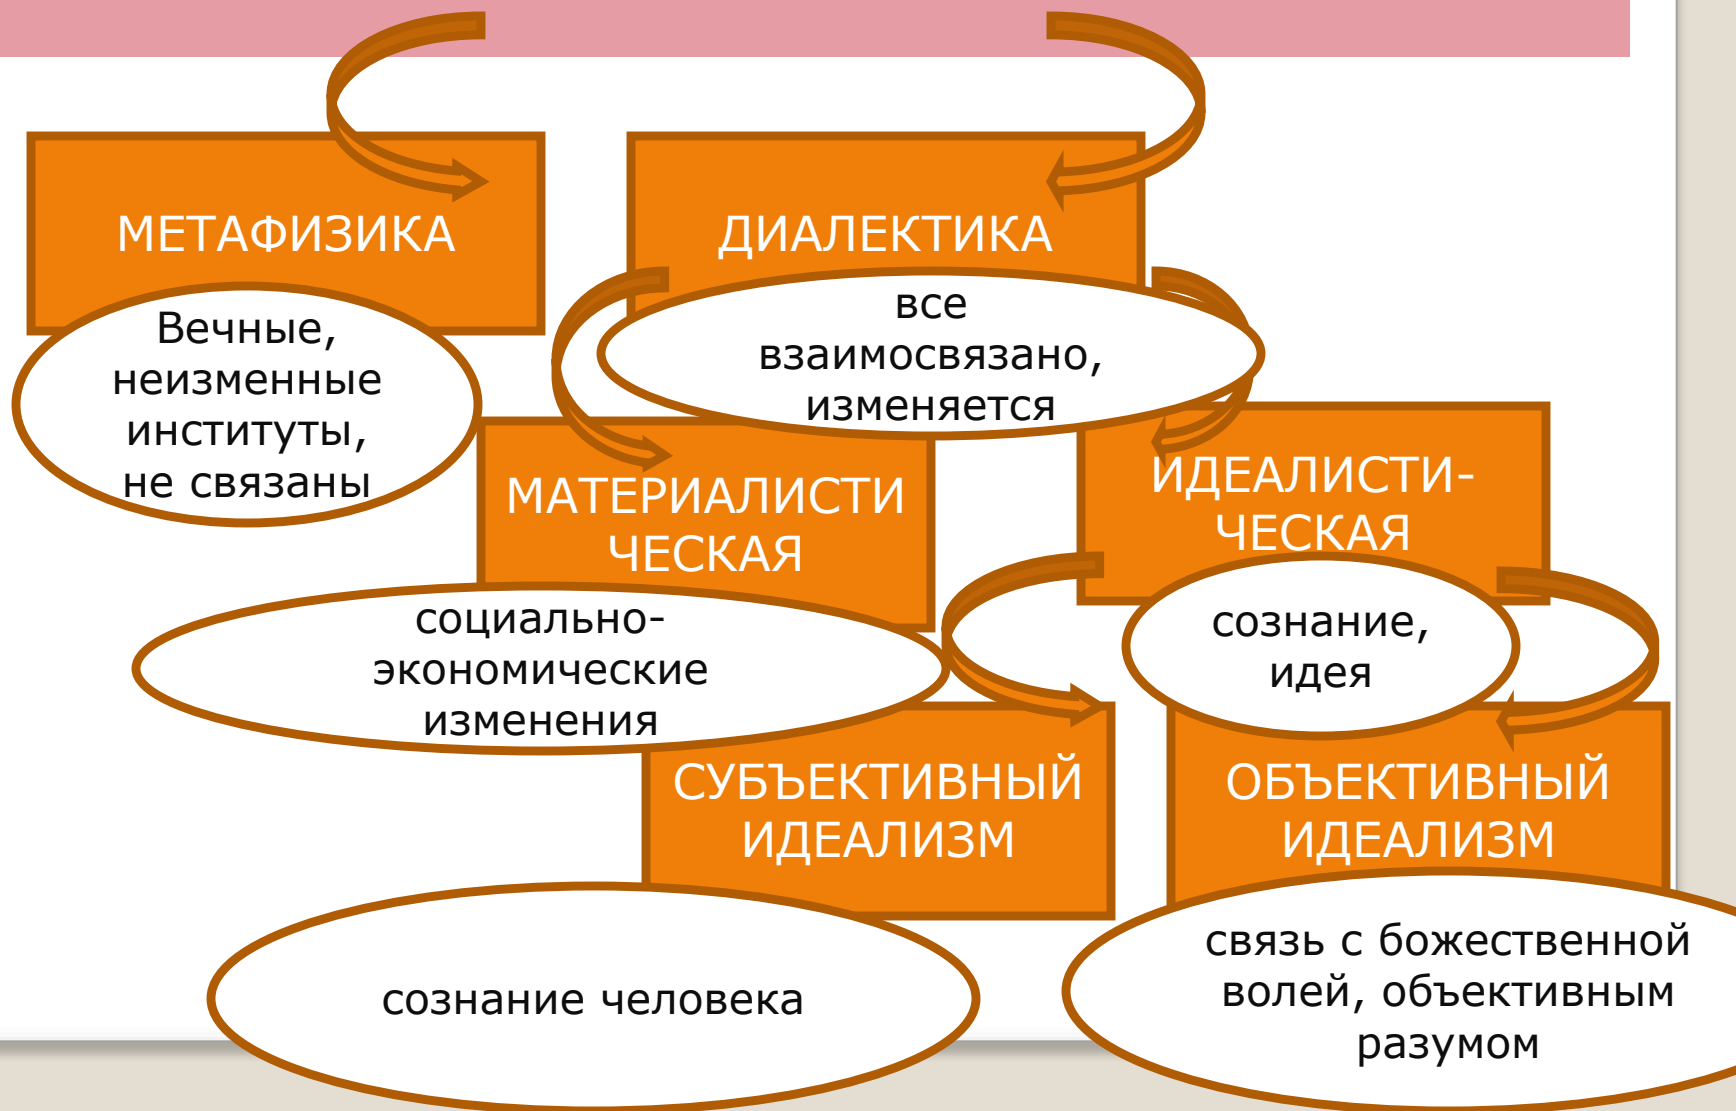 МЕТАФИЗИКА
Вечные,
неизменные
институты,
не связаны
ДИАЛЕКТИКА
все
взаимосвязано,
изменяется
МАТЕРИАЛИСТИ
ЧЕСКАЯ
социально-
экономические
изменения
ИДЕАЛИСТИ-
ЧЕСКАЯ
сознание,
идея
СУБЪЕКТИВНЫЙ
ИДЕАЛИЗМ
сознание человека
ОБЪЕКТИВНЫЙ
ИДЕАЛИЗМ
связь с божественной
волей, объективным
разумом